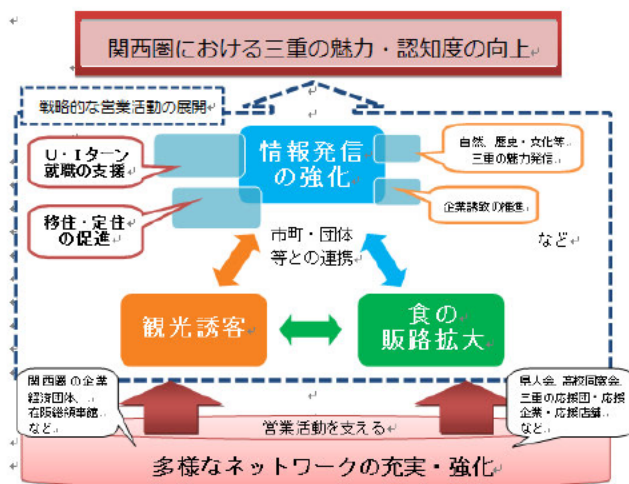 関西圏における三重の魅力・認知度の向上
戦略的な営業活動の展開
U・Iターン
就職の支援
情報発信
の強化
自然、歴史・文化等
三重の魅力発信
移住・定住
の促進
企業誘致の推進
市町・団体
等との連携
など
観光誘客
食の
販路拡大
関西圏の企業
経済団体、
在阪総領事館
など
県人会、高校同窓会、
三重の応援団・応援
企業・応援店舗
など
営業活動を支える
多様なネットワークの充実・強化